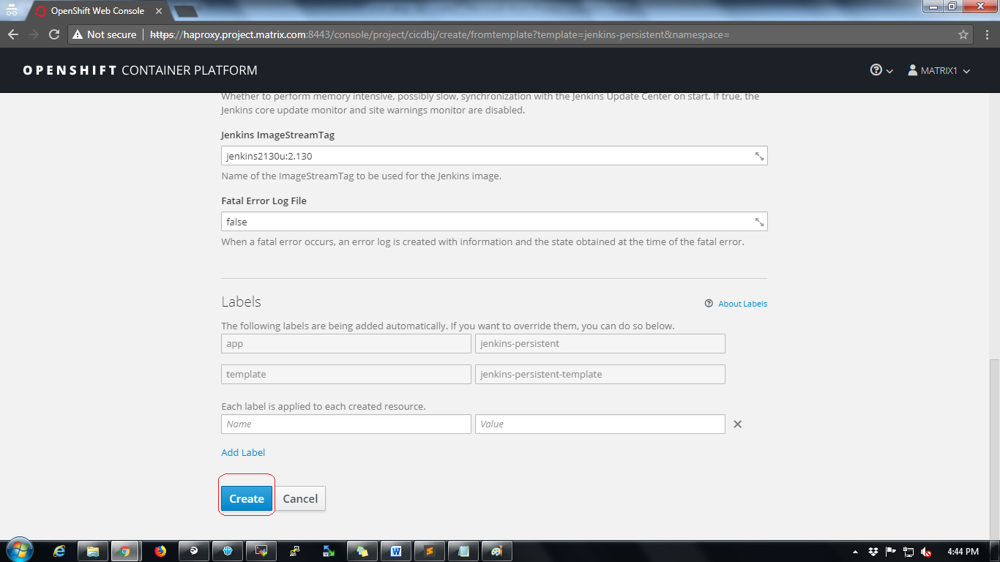 OpenShift Web Console
Not secure https://haproxy.project.matrix.com:8443/console/project/cicdbj/create/fromtemplate?template=jenkins-persistent&namespace=
OPENSHIFT CONTAINER PLATFORM
MATRIX1
Whether to perform memory intensive, possibly slow, synchronization with the Jenkins Update Center on start. If true, the
Jenkins core update monitor and site warnings monitor are disabled.
Jenkins ImageStreamTag
jenkins2130u:2.130
Name of the ImageStreamTag to be used for the Jenkins image.
Fatal Error Log File
false
When a fatal error occurs, an error log is created with information and the state obtained at the time of the fatal error.
Labels
About Labels
The following labels are being added automatically. If you want to override them, you can do so below.
app jenkins-persistent
template jenkins-persistent-template
Each label is applied to each created resource.
Name Value
Add Label
Create Cancel
4:44 PM